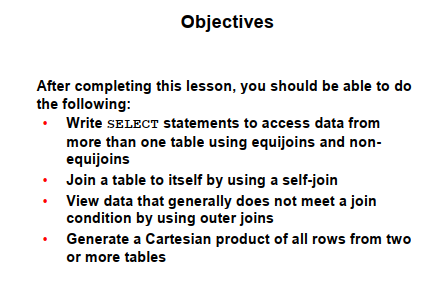 Objectives
After completing this lesson, you should be able to do
the following:
• Write SELECT statements to access data from
more than one table using equijoins and non-
equijoins
• Join a table to itself by using a self-join
• View data that generally does not meet a join
condition by using outer joins
• Generate a Cartesian product of all rows from two
or more tables